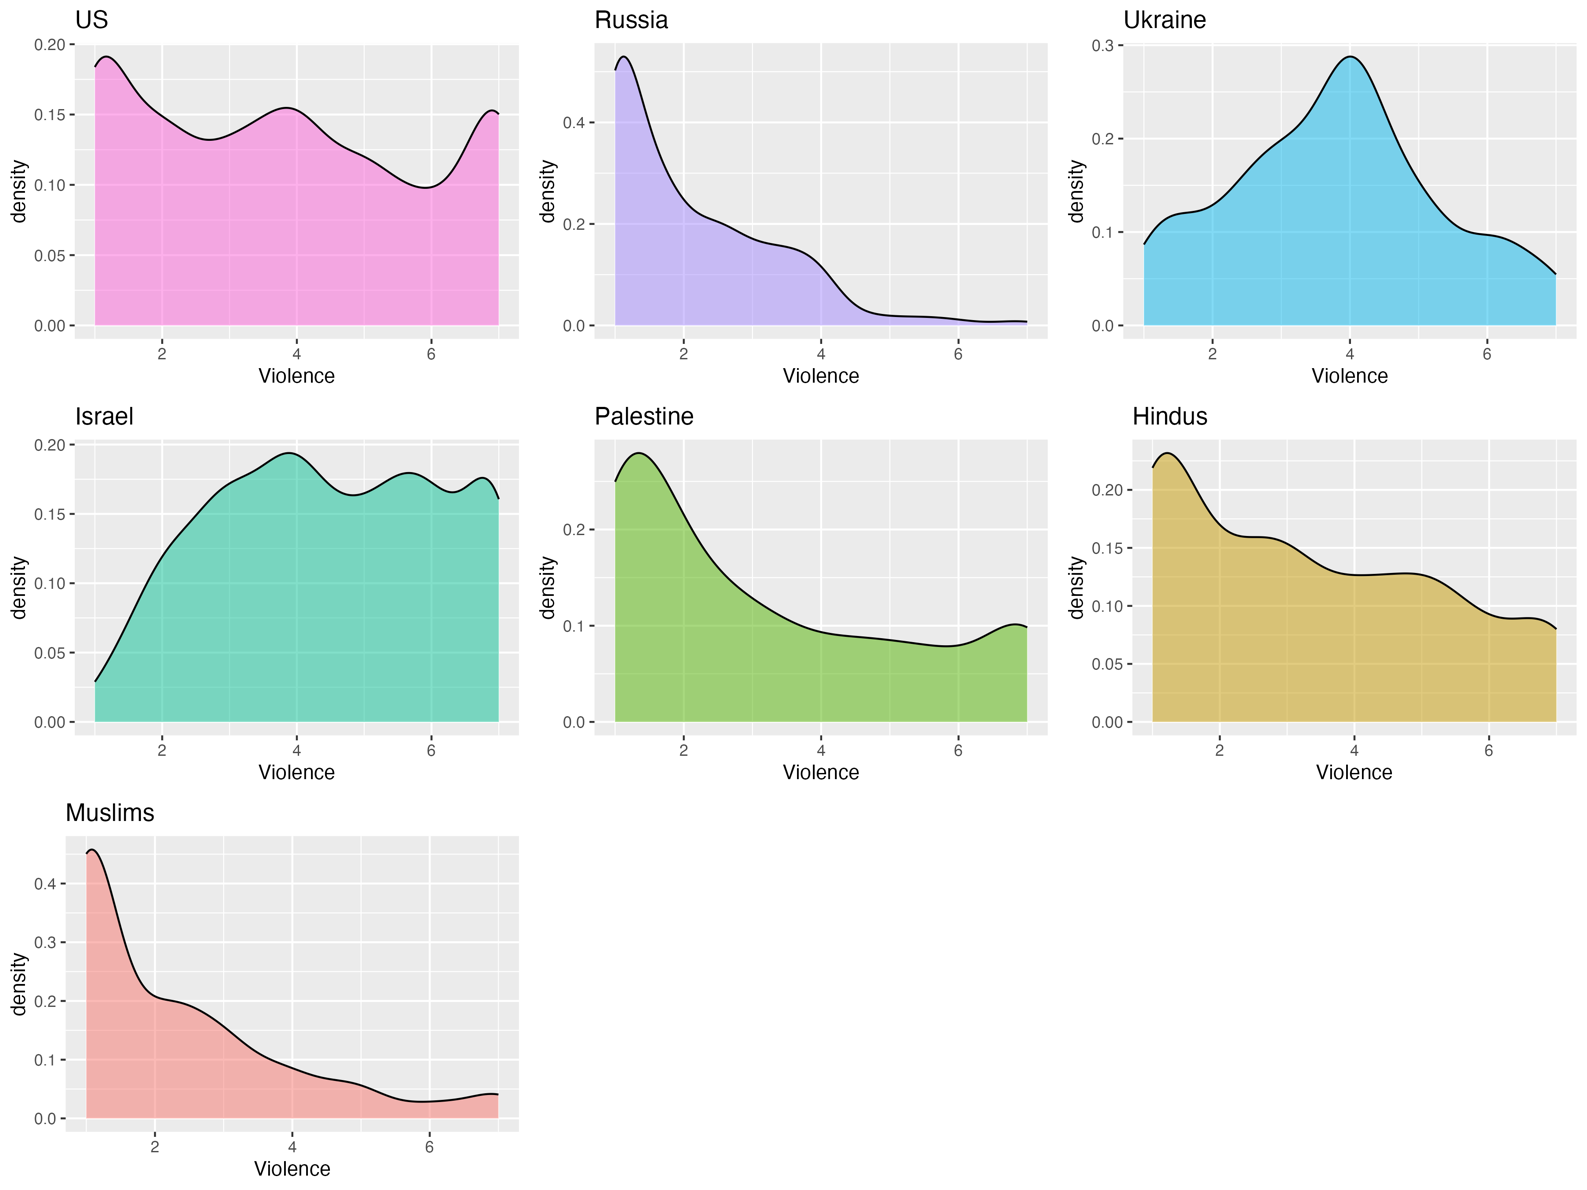 US
0.20
0.15
0.10
0.05
0.00
density
2 4 6
Violence
Russia
0.4
0.2
0.0
density
2 4 6
Violence
Ukraine
0.3
0.2
0.1
0.0
density
2 4 6
Violence
Israel
0.20
0.15
0.10
0.05
0.00
density
2 4 6
Violence
Palestine
0.2
0.1
0.0
density
2 4 6
Violence
Hindus
0.20
0.15
0.10
0.05
0.00
density
2 4 6
Violence
Muslims
0.4
0.3
0.2
0.1
0.0
density
2 4 6
Violence